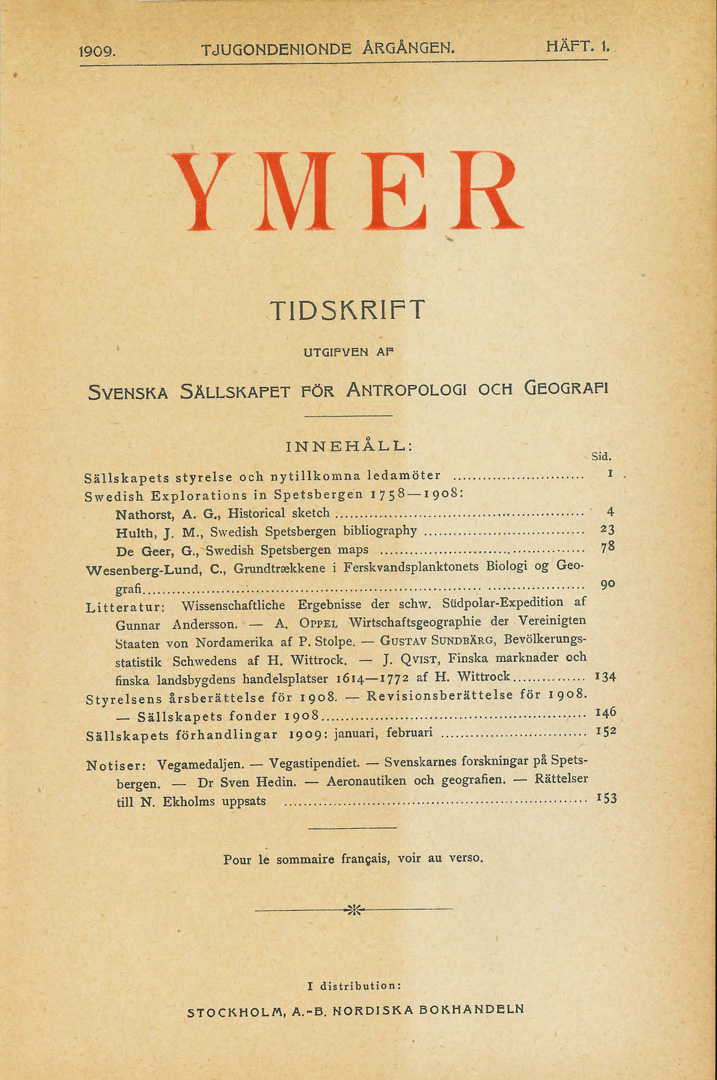 1909. TJUGONDENIONDE ÅRGÅNGEN. HÄFT. 1.
YMER
TIDSKRIFT
UTGIFVEN AF
SVENSKA SÄLLSKAPET FÖR ANTROPOLOGI OCH GEOGRAFI
INNEHÅLL:
Sid.
Sällskapets styrelse och nytillkomna ledamöter ........................... 1
Swedish Explorations in Spetsbergen 1758—1908:
Nathorst, A. G., Historical sketch .................................................. 4
Hulth, J. M., Swedish Spetsbergen bibliography ................................. 23
De Geer, G., Swedish Spetsbergen maps .......................................... 78
Wesenberg-Lund, C., Grundtrækkene i Ferskvandsplanktonets Biologi og Geo-
grafi.......................................................................................... 90
Litteratur: Wissenschaftliche Ergebnisse der schw. Südpolar-Expedition af
Gunnar Andersson. — A. OPPEL Wirtschaftsgeographie der Vereinigten
Staaten von Nordamerika af P. Stolpe. — GUSTAV SUNDBÄRG, Bevölkerungs-
statistik Schwedens af H. Wittrock. — J. QVIST, Finska marknader och
finska landsbygdens handelsplatser 1614—1772 af H. Wittrock............... 134
Styrelsens årsberättelse för 1908. — Revisionsberättelse för 1908.
— Sällskapets fonder 1908...................................................... 146
Sällskapets förhandlingar 1909: januari, februari .............................. 152
Notiser: Vegamedaljen. — Vegastipendiet. — Svenskarnes forskningar på Spets-
bergen. — Dr Sven Hedin. — Aeronautiken och geografien. — Rättelser
till N. Ekholms uppsats ............................................................. 153
Pour le sommaire français, voir au verso.
I distribution:
STOCKHOLM, A.-B. NORDISKA BOKHANDELN